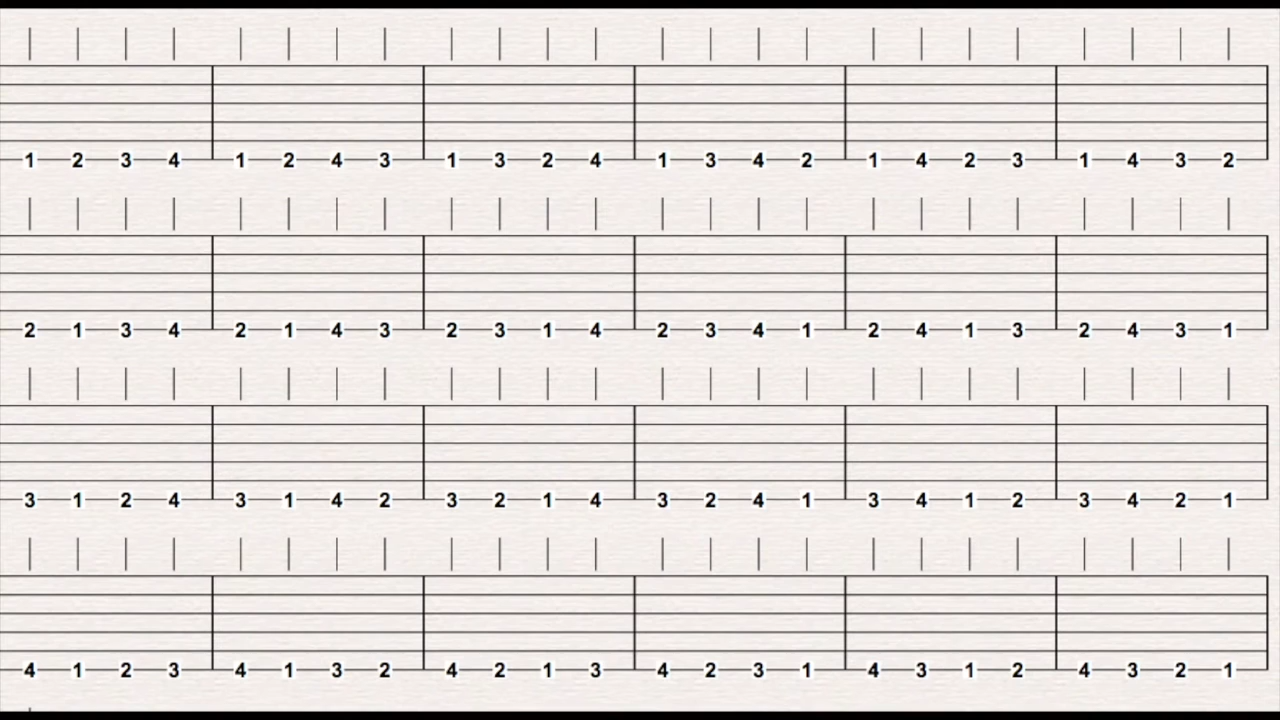 1 2 3 4 1 2 4 3 1 3 2 4 1 3 4 2 1 4 2 3 1 4 3 2
2 1 3 4 2 1 4 3 2 3 1 4 2 3 4 1 2 4 1 3 2 4 3 1
3 1 2 4 3 1 4 2 3 2 1 4 3 2 4 1 3 4 1 2 3 4 2 1
4 1 2 3 4 1 3 2 4 2 1 3 4 2 3 1 4 3 1 2 4 3 2 1